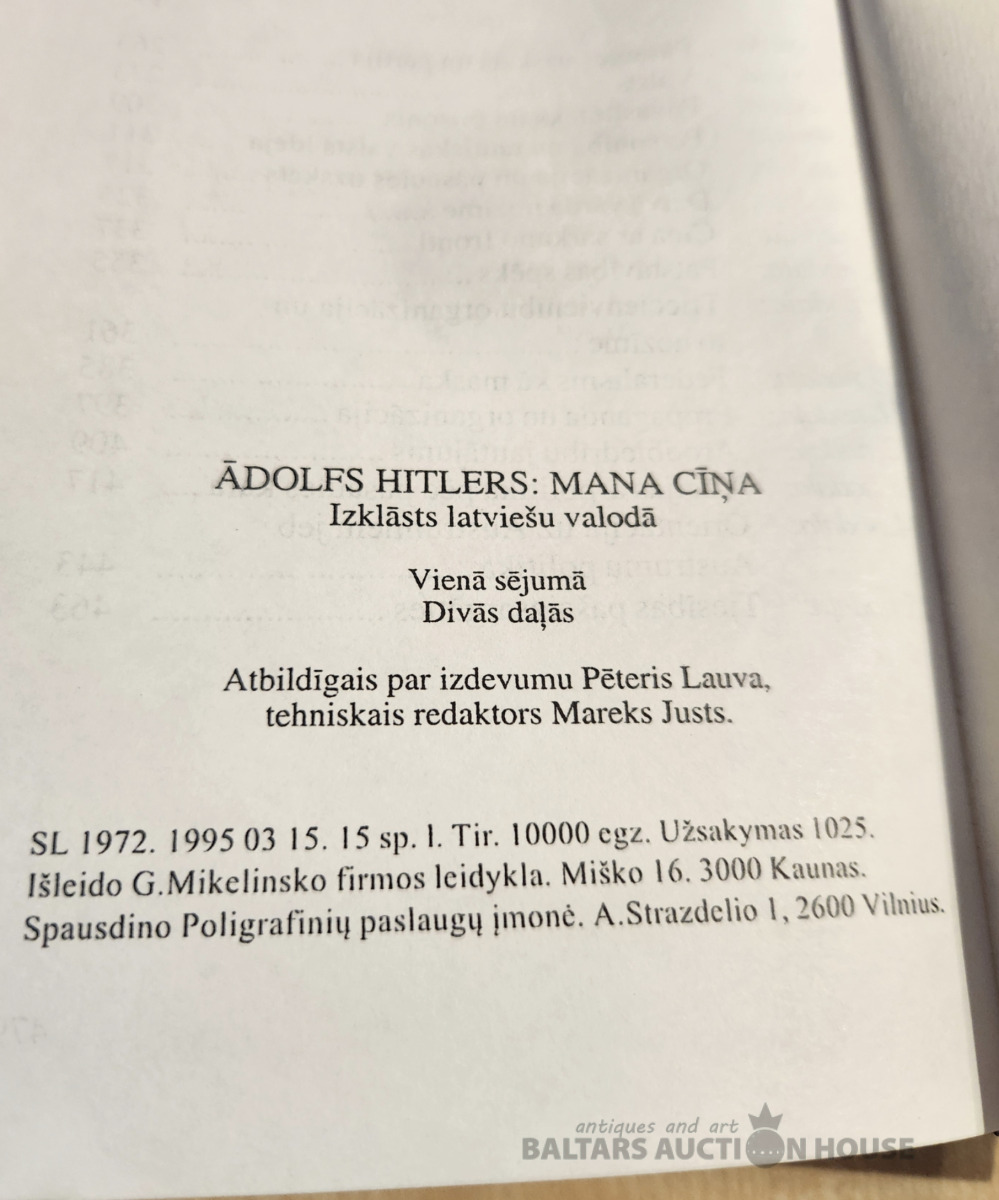 ĀDOLFS HITLERS: MANA CĪŅA
Izklāsts latviešu valodā
Vienā sējumā
Divās daļās
Atbildīgais par izdevumu Pēteris Lauva,
tehniskais redaktors Mareks Justs.
SL 1972. 1995 03 15. 15 sp. l. Tir. 10000 egz. Užsakymas 1025.
Išleido G.Mikelinsko firmos leidykla. Miško 16. 3000 Kaunas.
Spausdino Poligrafinių paslaugų įmonė. A.Strazdelio 1, 2600 Vilnius.
antiques and art
BALTARS AUCTION HOUSE